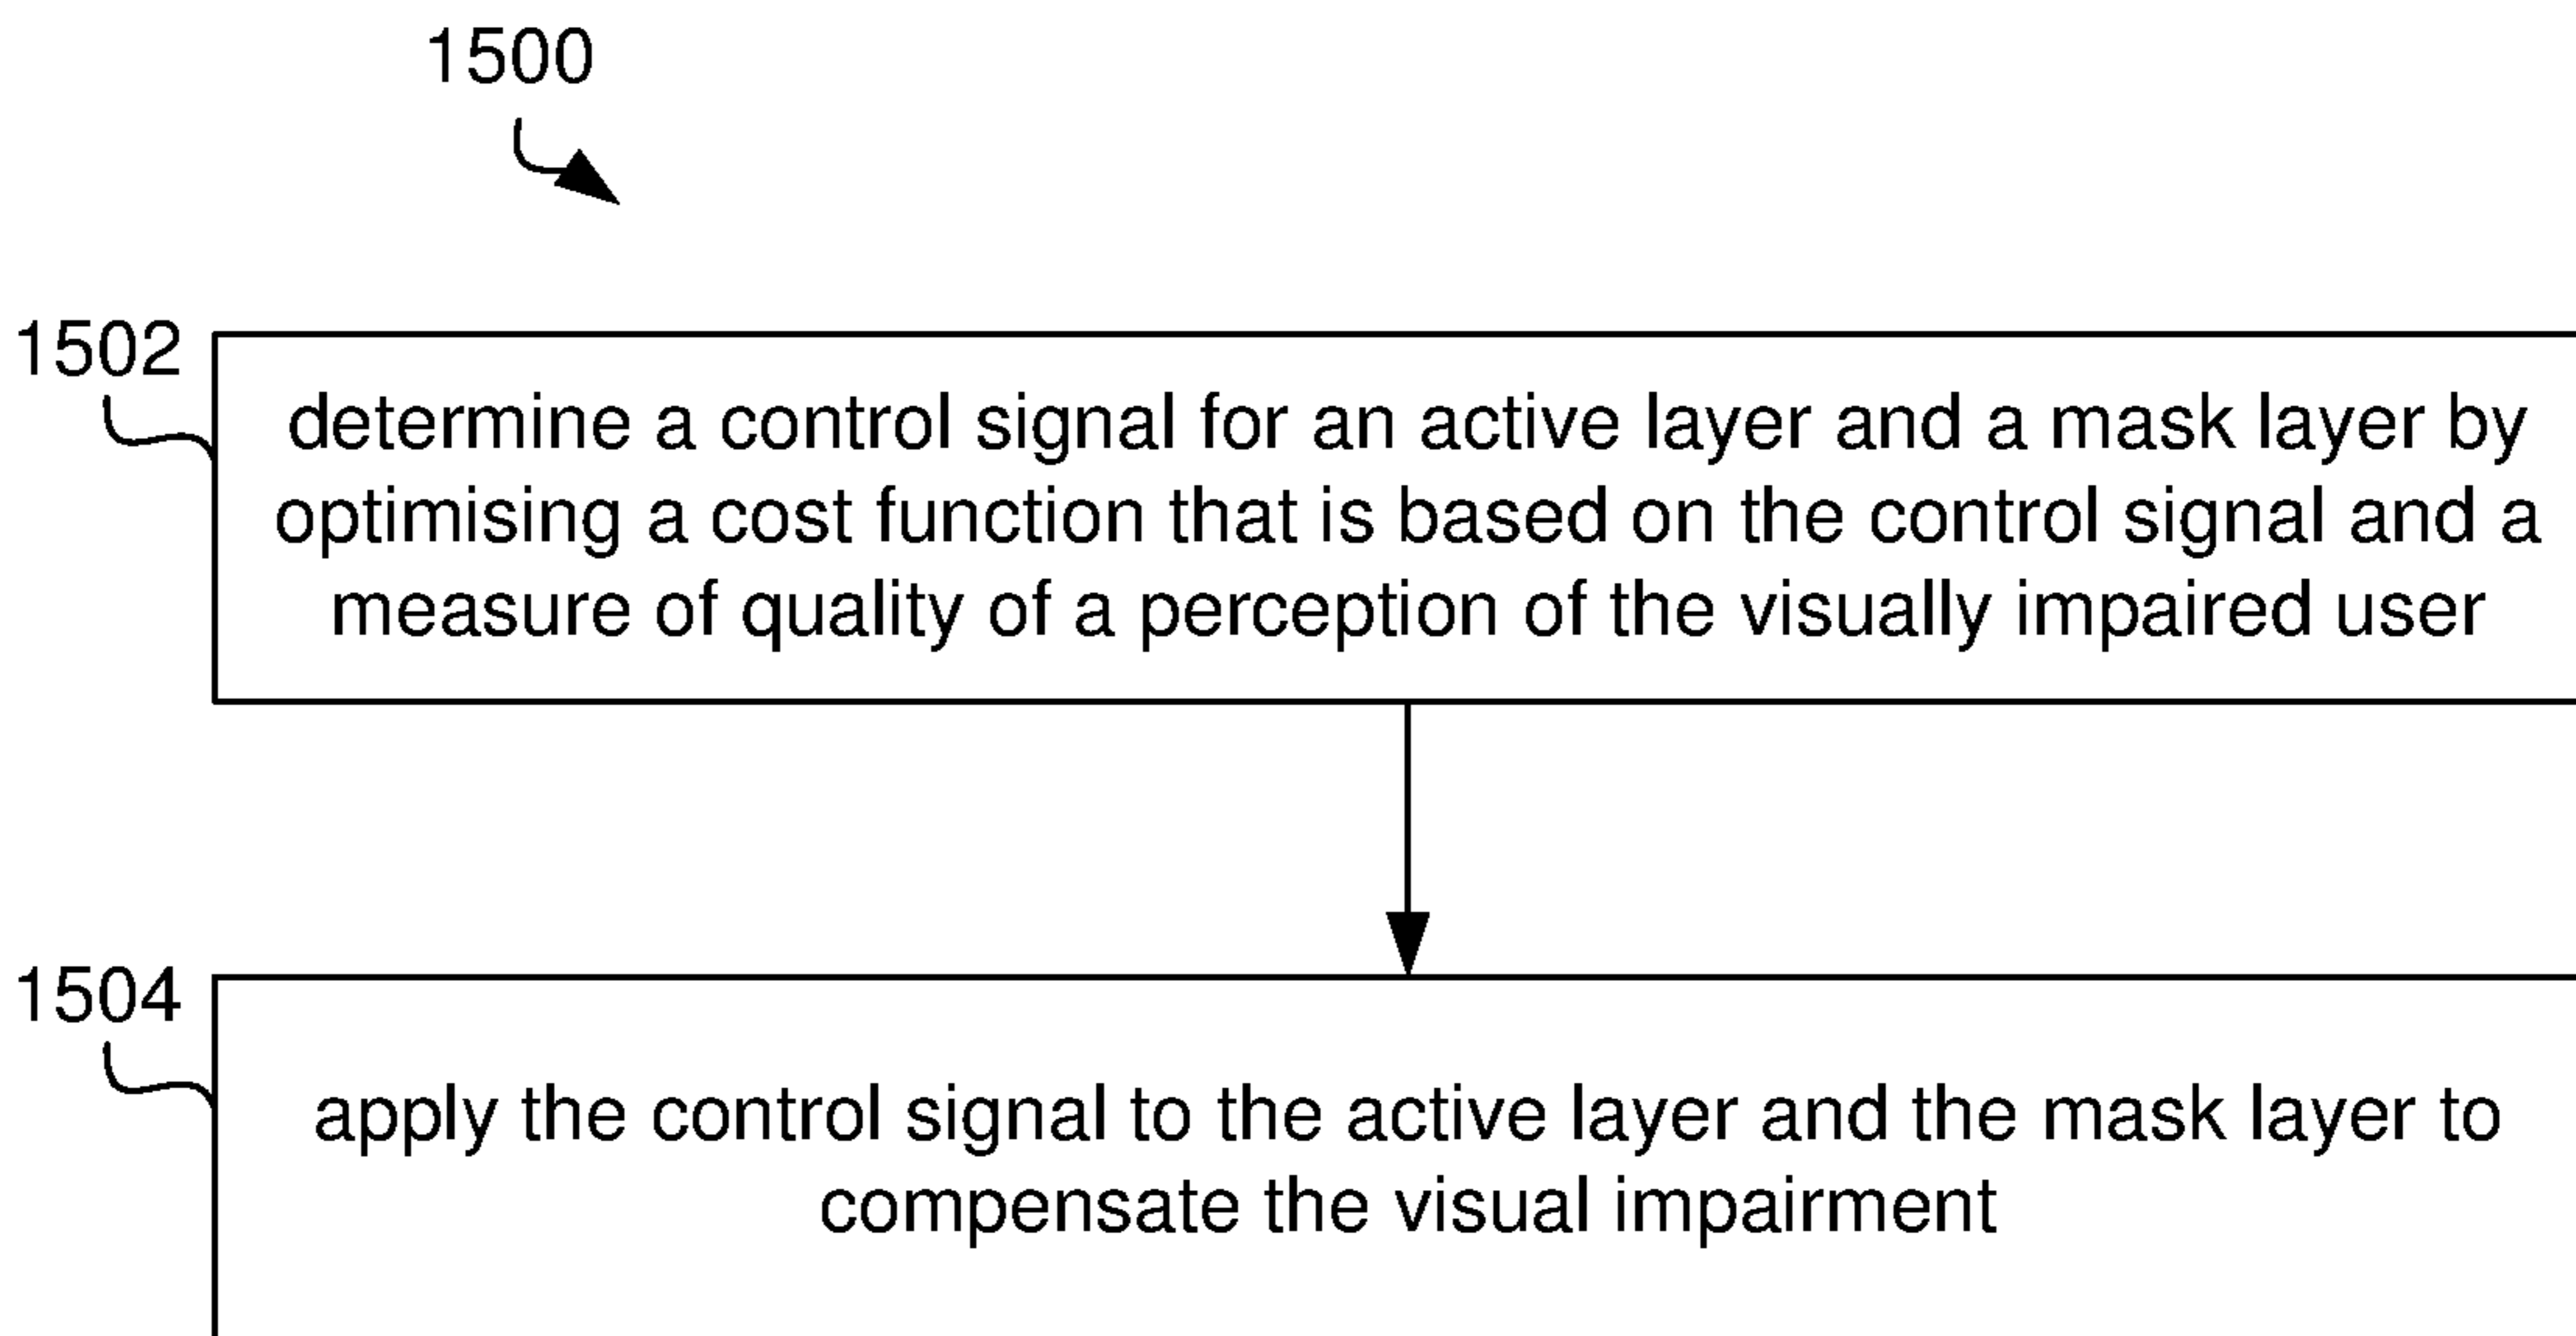 1500
1502
determine a control signal for an active layer and a mask layer by
optimising a cost function that is based on the control signal and a
measure of quality of a perception of the visually impaired user
1504
apply the control signal to the active layer and the mask layer to
compensate the visual impairment